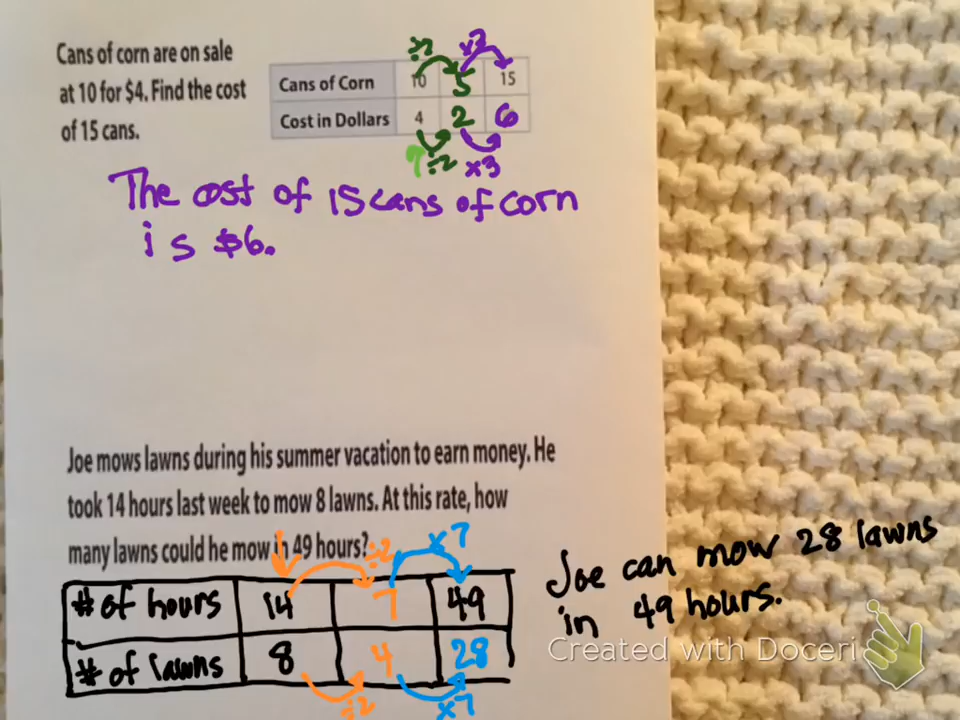 Cans of corn are on sale
at 10 for $4. Find the cost
of 15 cans.
÷2 x3
Cans of Corn 10 5 15
Cost in Dollars 4 2 6
÷2 x3
The cost of 15 cans of corn
is $6.
Joe mows lawns during his summer vacation to earn money. He
took 14 hours last week to mow 8 lawns. At this rate, how
many lawns could he mow in 49 hours?
÷2 x7
# of hours 14 7 49
# of lawns 8 4 28
÷2 x7
Joe can mow 28 lawns
in 49 hours.
Created with Doceri